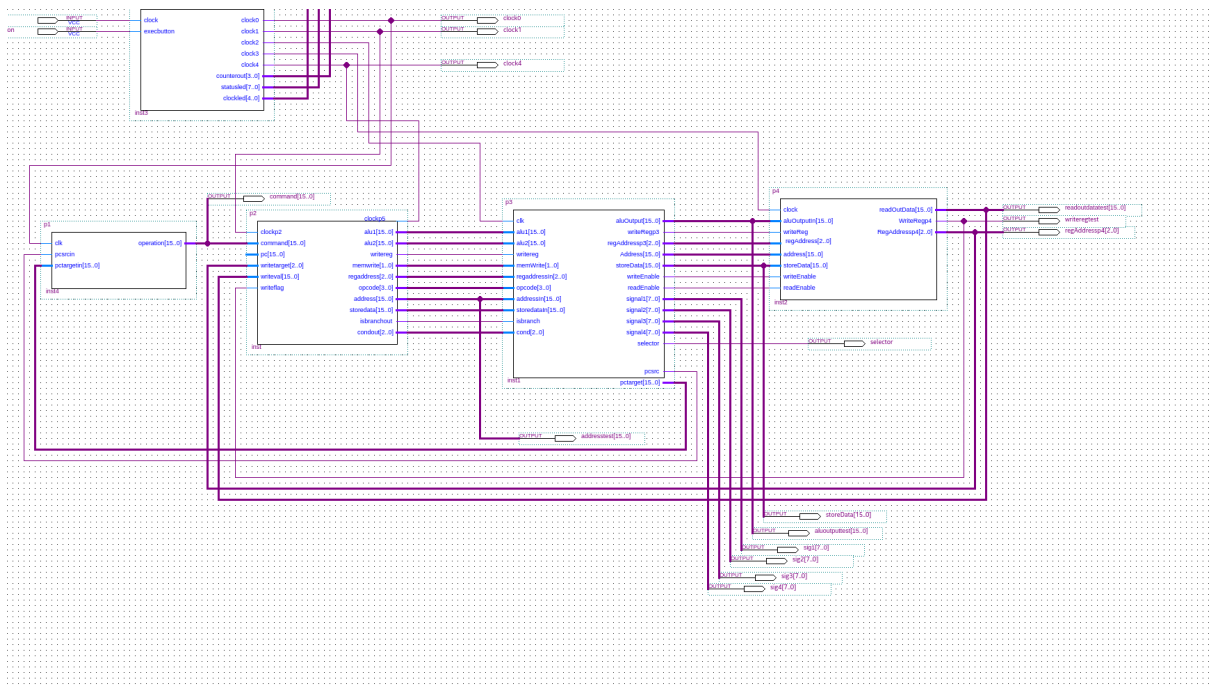 clock
execbutton
clock0
clock1
clock2
clock3
clock4
counterout[3..0]
statusled[7..0]
clockled[4..0]
inst3
INPUT
VCC
INPUT
VCC
on
OUTPUT
clock0
OUTPUT
clock1
OUTPUT
clock4
OUTPUT
command[15..0]
p1
clk
pcsrcin
pctargetin[15..0]
operation[15..0]
inst4
p2
clockp5
clockp2
command[15..0]
pc[15..0]
writetarget[2..0]
writeval[15..0]
writeflag
alu1[15..0]
alu2[15..0]
writereg
memwrite[1..0]
regaddress[2..0]
opcode[3..0]
address[15..0]
storedata[15..0]
isbranchout
condout[2..0]
inst
p3
clk
alu1[15..0]
alu2[15..0]
writereg
memWrite[1..0]
regaddressin[2..0]
opcode[3..0]
addressin[15..0]
storedatain[15..0]
isbranch
cond[2..0]
aluOutput[15..0]
writeRegp3
regAddressp3[2..0]
Address[15..0]
storeData[15..0]
writeEnable
readEnable
signal1[7..0]
signal2[7..0]
signal3[7..0]
signal4[7..0]
selector
pcsrc
pctarget[15..0]
inst1
p4
clock
aluOutputIn[15..0]
writeReg
regAddress[2..0]
address[15..0]
storeData[15..0]
writeEnable
readEnable
readOutData[15..0]
WriteRegp4
RegAddressp4[2..0]
inst2
OUTPUT
readoutdatatest[15..0]
OUTPUT
writeregtest
OUTPUT
regAddressp4[2..0]
OUTPUT
selector
OUTPUT
addresstest[15..0]
OUTPUT
storeData[15..0]
OUTPUT
aluoutputtest[15..0]
OUTPUT
sig1[7..0]
OUTPUT
sig2[7..0]
OUTPUT
sig3[7..0]
OUTPUT
sig4[7..0]